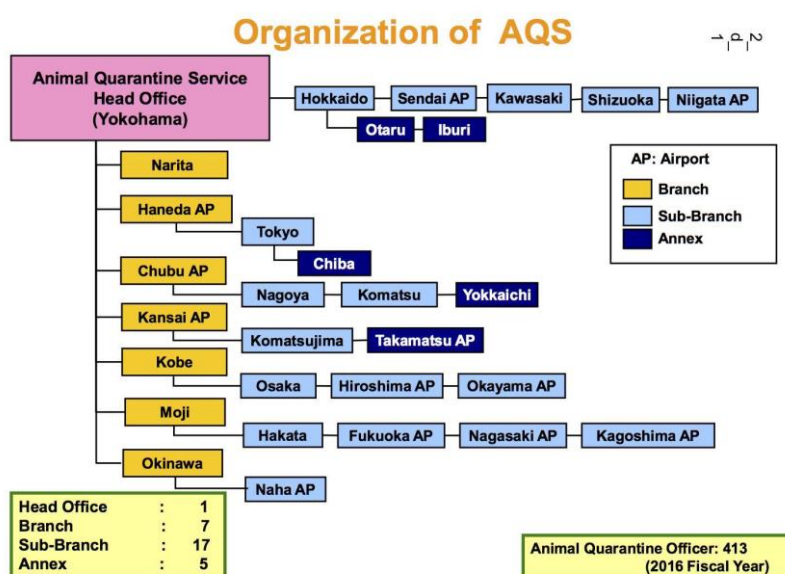 Organization of AQS
2_d_1
Animal Quarantine Service
Head Office
(Yokohama)
Hokkaido
Sendai AP
Kawasaki
Shizuoka
Niigata AP
Otaru
Iburi
AP: Airport
Branch
Sub-Branch
Annex
Narita
Haneda AP
Tokyo
Chiba
Chubu AP
Nagoya
Komatsu
Yokkaichi
Kansai AP
Komatsujima
Takamatsu AP
Kobe
Osaka
Hiroshima AP
Okayama AP
Moji
Hakata
Fukuoka AP
Nagasaki AP
Kagoshima AP
Okinawa
Naha AP
Head Office : 1
Branch : 7
Sub-Branch : 17
Annex : 5
Animal Quarantine Officer: 413
(2016 Fiscal Year)